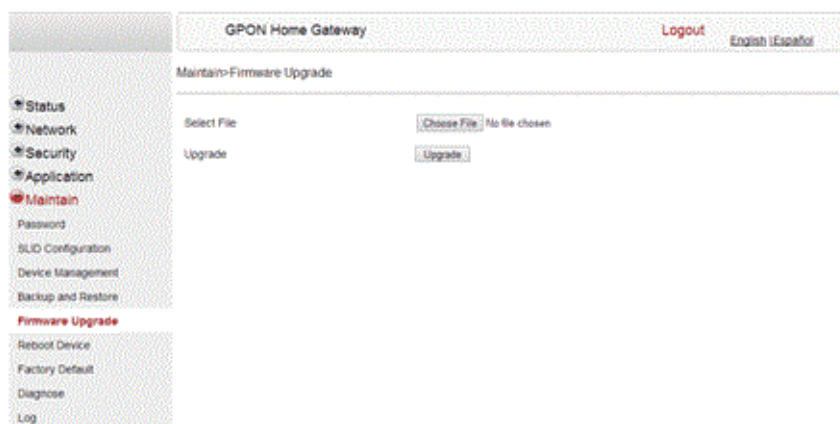 GPON Home Gateway
Logout
English |Español
Maintain>Firmware Upgrade
Status
Network
Security
Application
Maintain
Password
SLID Configuration
Device Management
Backup and Restore
Firmware Upgrade
Reboot Device
Factory Default
Diagnose
Log
Select File
Choose File No file chosen
Upgrade
Upgrade